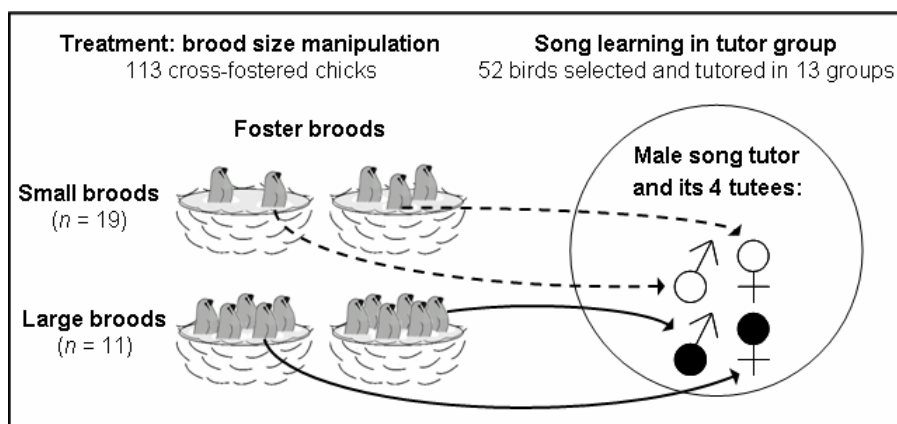 Treatment: brood size manipulation
113 cross-fostered chicks
Song learning in tutor group
52 birds selected and tutored in 13 groups
Foster broods
Small broods
(n = 19)
Large broods
(n = 11)
Male song tutor
and its 4 tutees: